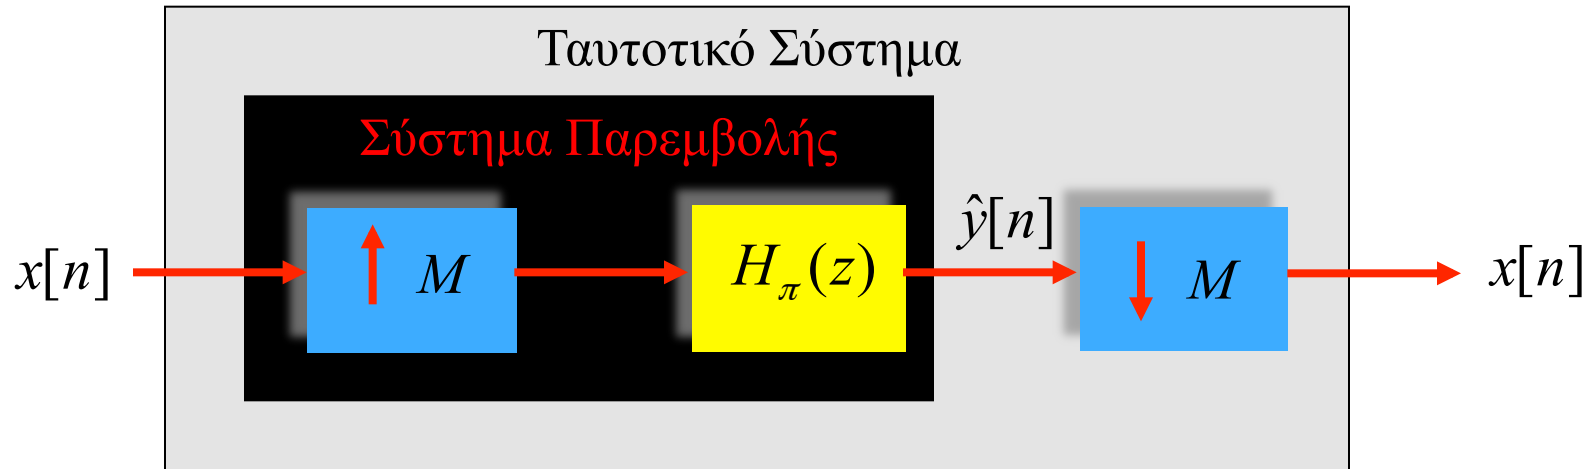 Ταυτοτικό Σύστημα
Σύστημα Παρεμβολής
x[n]
M
H_π(z)
ŷ[n]
M
x[n]